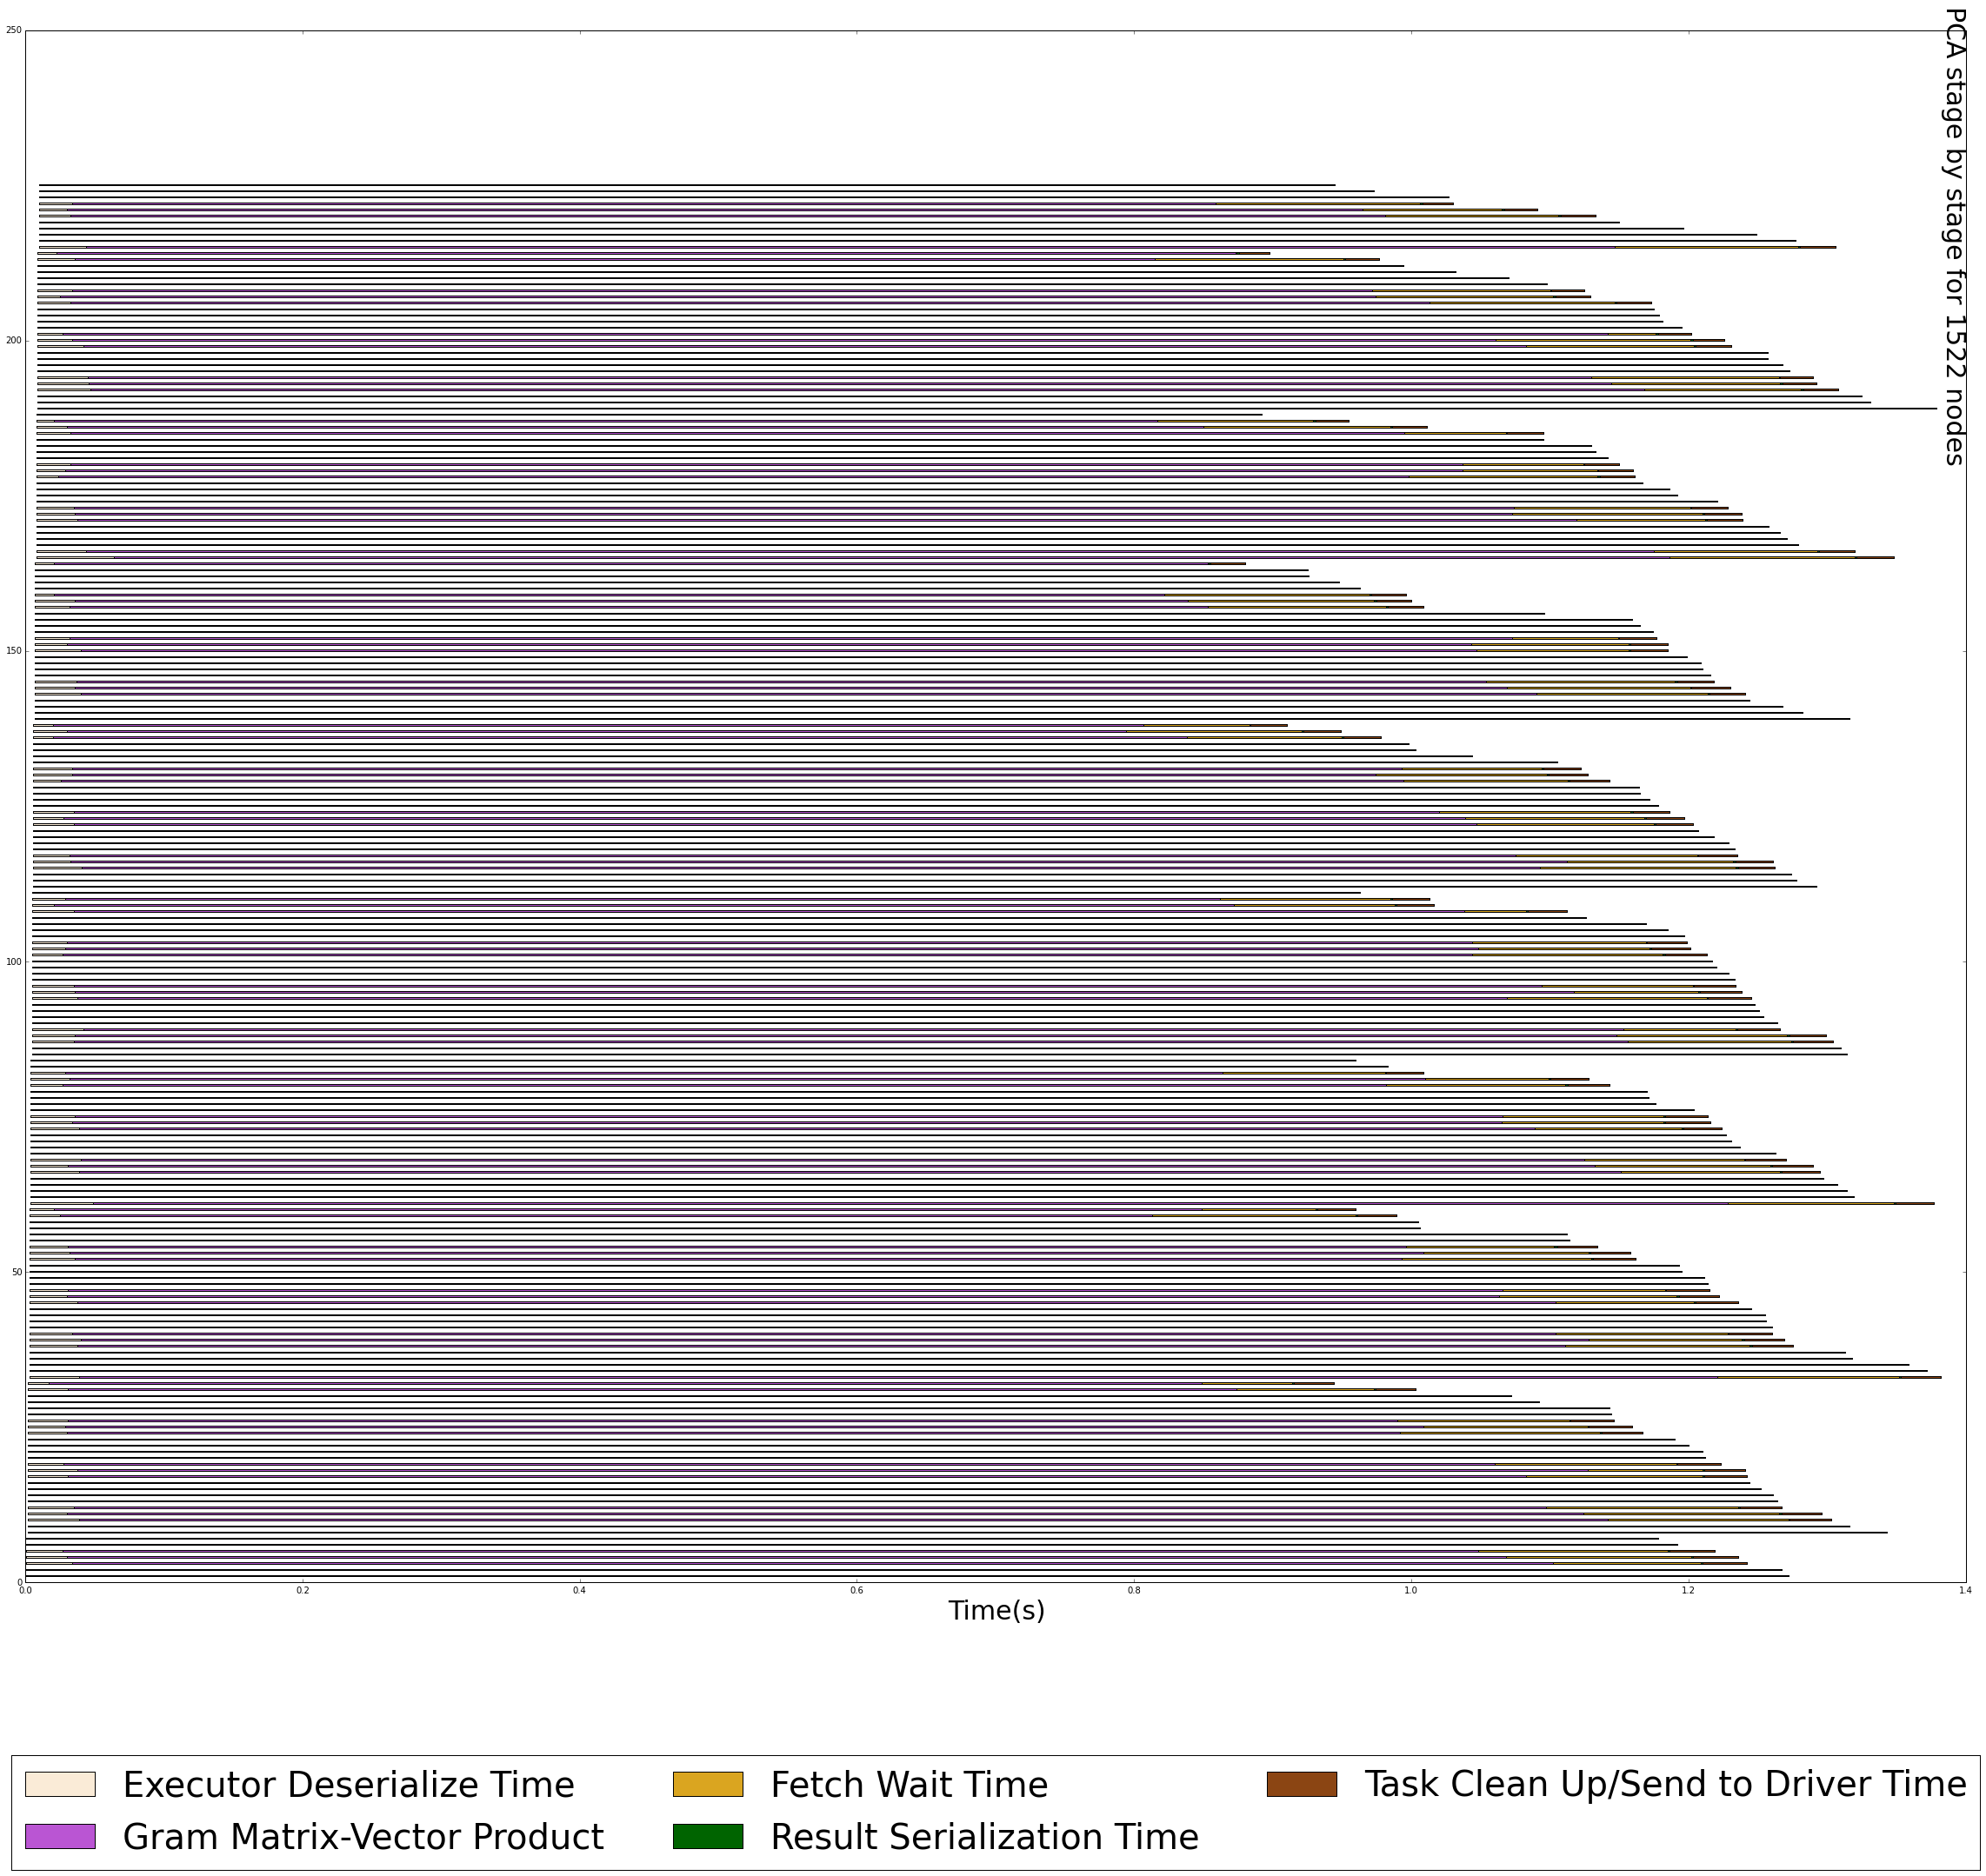 PCA stage by stage for 1522 nodes
250
200
150
100
50
0
0.0 0.2 0.4 0.6 0.8 1.0 1.2 1.4
Time(s)
Executor Deserialize Time Fetch Wait Time Task Clean Up/Send to Driver Time
Gram Matrix-Vector Product Result Serialization Time